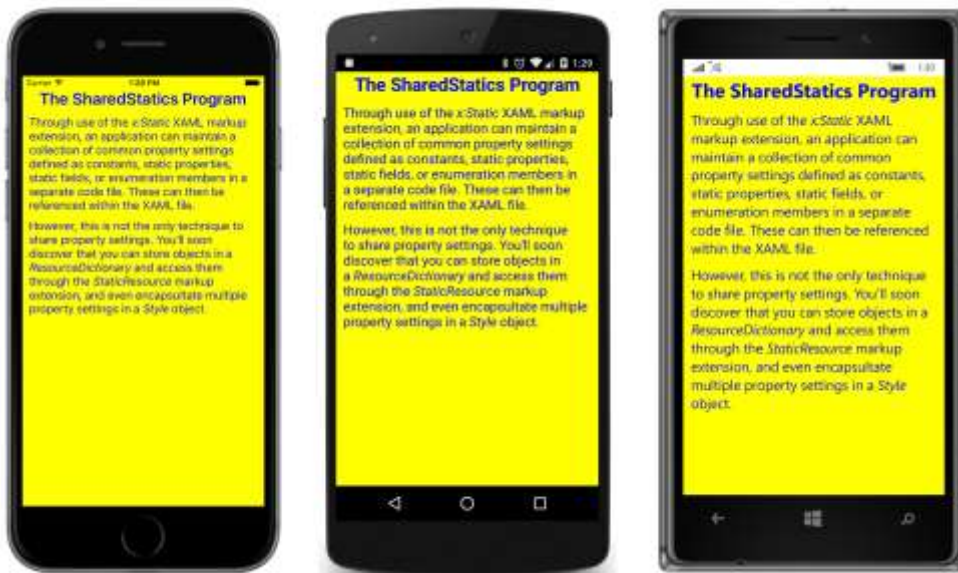 Carrier
1:29 PM
The SharedStatics Program
Through use of the x:Static XAML markup
extension, an application can maintain a
collection of common property settings
defined as constants, static properties,
static fields, or enumeration members in a
separate code file. These can then be
referenced within the XAML file.
However, this is not the only technique to
share property settings. You'll soon
discover that you can store objects in a
ResourceDictionary and access them
through the StaticResource markup
extension, and even encapsultate multiple
property settings in a Style object.
1:29
The SharedStatics Program
Through use of the x:Static XAML markup
extension, an application can maintain a
collection of common property settings
defined as constants, static properties,
static fields, or enumeration members in
a separate code file. These can then be
referenced within the XAML file.
However, this is not the only technique
to share property settings. You'll soon
discover that you can store objects in
a ResourceDictionary and access them
through the StaticResource markup
extension, and even encapsultate multiple
property settings in a Style object.
The SharedStatics Program
Through use of the x:Static XAML
markup extension, an application can
maintain a collection of common
property settings defined as constants,
static properties, static fields, or
enumeration members in a separate
code file. These can then be referenced
within the XAML file.
However, this is not the only technique
to share property settings. You'll soon
discover that you can store objects in a
ResourceDictionary and access them
through the StaticResource markup
extension, and even encapsultate
multiple property settings in a Style
object.